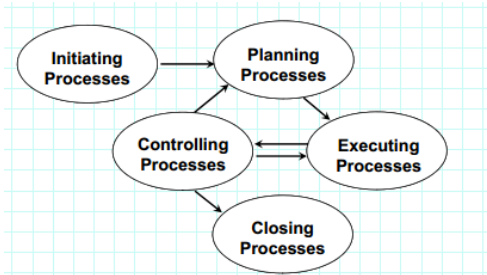 Initiating
Processes
Planning
Processes
Controlling
Processes
Executing
Processes
Closing
Processes